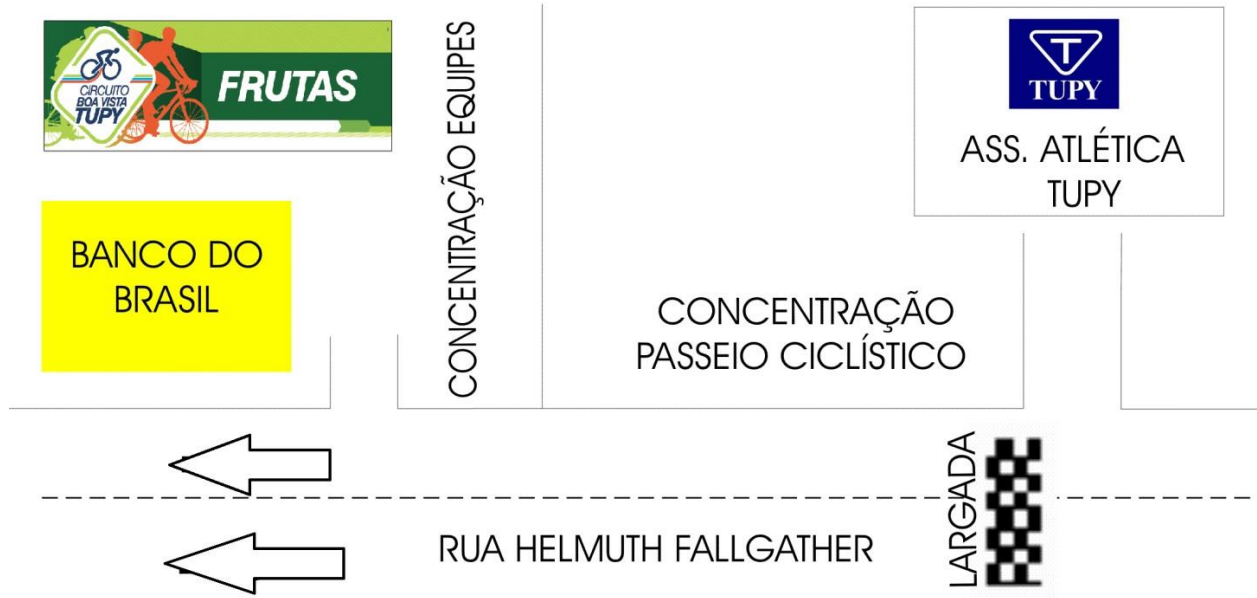 CIRCUITO
BOA VISTA
TUPY
FRUTAS
BANCO DO
BRASIL
CONCENTRAÇÃO EQUIPES
T
TUPY
ASS. ATLÉTICA
TUPY
CONCENTRAÇÃO
PASSEIO CICLÍSTICO
LARGADA
RUA HELMUTH FALLGATHER